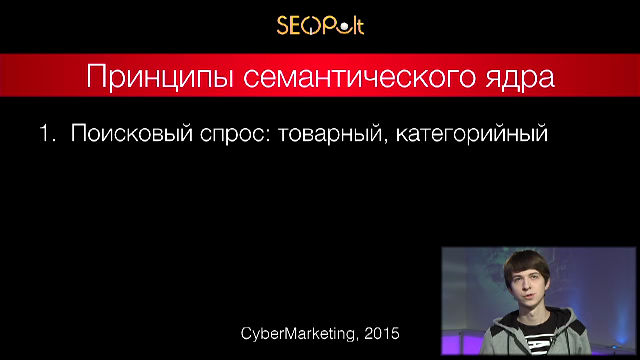 SEOPult
Принципы семантического ядра
1. Поисковый спрос: товарный, категорийный
CyberMarketing, 2015